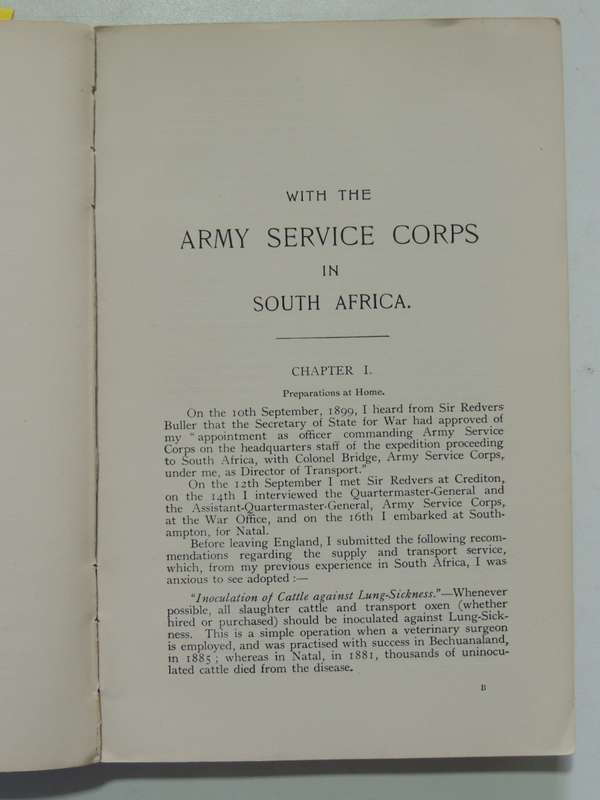 WITH THE
ARMY SERVICE CORPS
IN
SOUTH AFRICA.
CHAPTER I.
Preparations at Home.
On the 10th September, 1899, I heard from Sir Redvers
Buller that the Secretary of State for War had approved of
my "appointment as officer commanding Army Service
Corps on the headquarters staff of the expedition proceeding
to South Africa, with Colonel Bridge, Army Service Corps,
under me, as Director of Transport."
On the 12th September I met Sir Redvers at Crediton,
on the 14th I interviewed the Quartermaster-General and
the Assistant-Quartermaster-General, Army Service Corps,
at the War Office, and on the 16th I embarked at South-
ampton, for Natal.
Before leaving England, I submitted the following recom-
mendations regarding the supply and transport service,
which, from my previous experience in South Africa, I was
anxious to see adopted :—
"Inoculation of Cattle against Lung-Sickness."—Whenever
possible, all slaughter cattle and transport oxen (whether
hired or purchased) should be inoculated against Lung-Sick-
ness. This is a simple operation when a veterinary surgeon
is employed, and was practised with success in Bechuanaland,
in 1885; whereas in Natal, in 1881, thousands of uninocu-
lated cattle died from the disease.
B